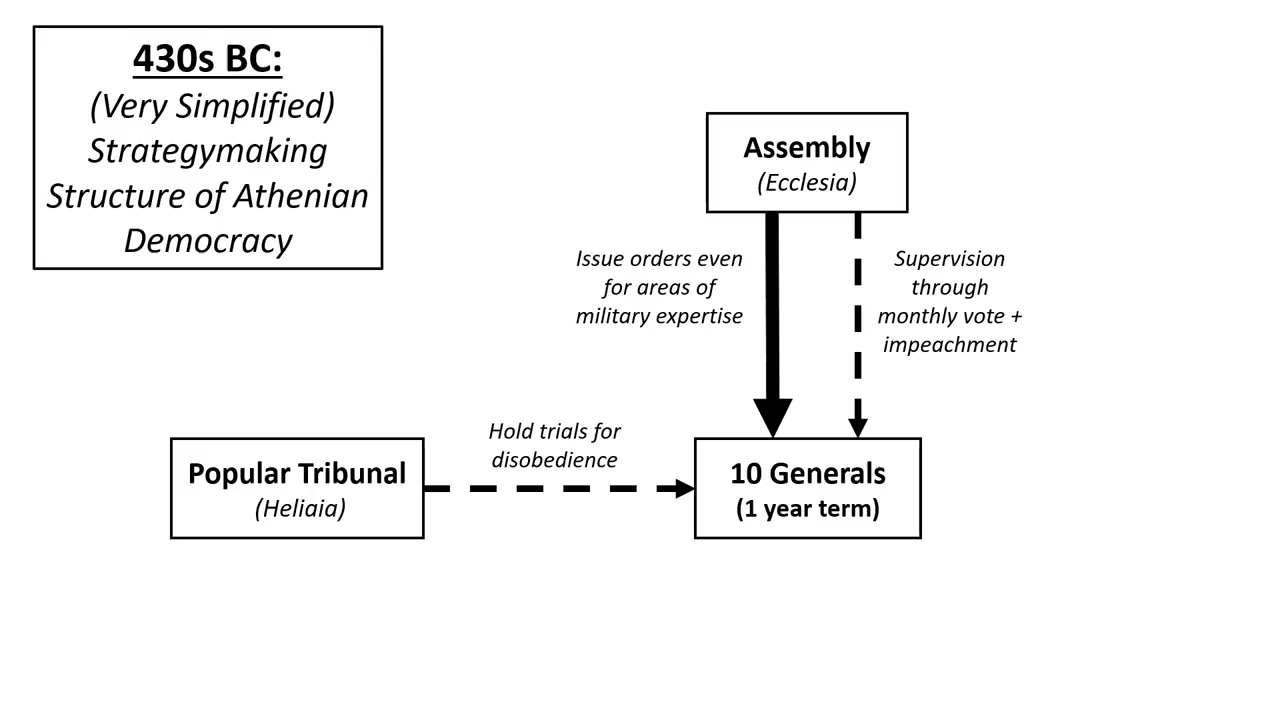 430s BC:
(Very Simplified)
Strategymaking
Structure of Athenian
Democracy
Assembly
(Ecclesia)
Issue orders even
for areas of
military expertise
Supervision
through
monthly vote +
impeachment
Hold trials for
disobedience
Popular Tribunal
(Heliaia)
10 Generals
(1 year term)